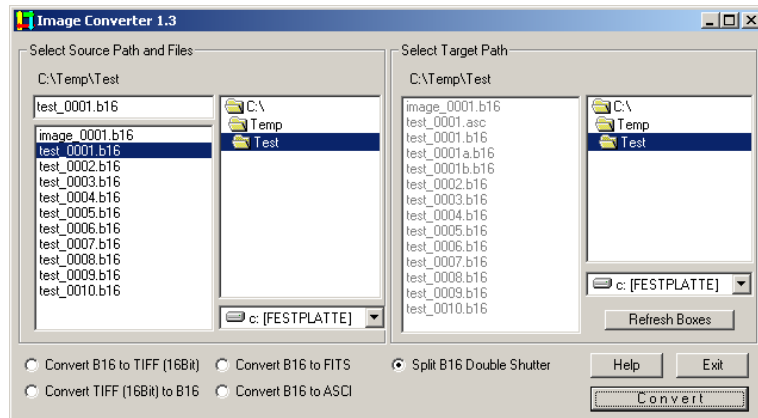 Image Converter 1.3
Select Source Path and Files
C:\Temp\Test
test_0001.b16
image_0001.b16
test_0001.b16
test_0002.b16
test_0003.b16
test_0004.b16
test_0005.b16
test_0006.b16
test_0007.b16
test_0008.b16
test_0009.b16
test_0010.b16
C:\
Temp
Test
c: [FESTPLATTE]
Select Target Path
C:\Temp\Test
image_0001.b16
test_0001.asc
test_0001.b16
test_0001a.b16
test_0001b.b16
test_0002.b16
test_0003.b16
test_0004.b16
test_0005.b16
test_0006.b16
test_0007.b16
test_0008.b16
test_0009.b16
test_0010.b16
C:\
Temp
Test
c: [FESTPLATTE]
Refresh Boxes
Convert B16 to TIFF (16Bit)
Convert B16 to FITS
Split B16 Double Shutter
Help
Exit
Convert TIFF (16Bit) to B16
Convert B16 to ASCI
Convert